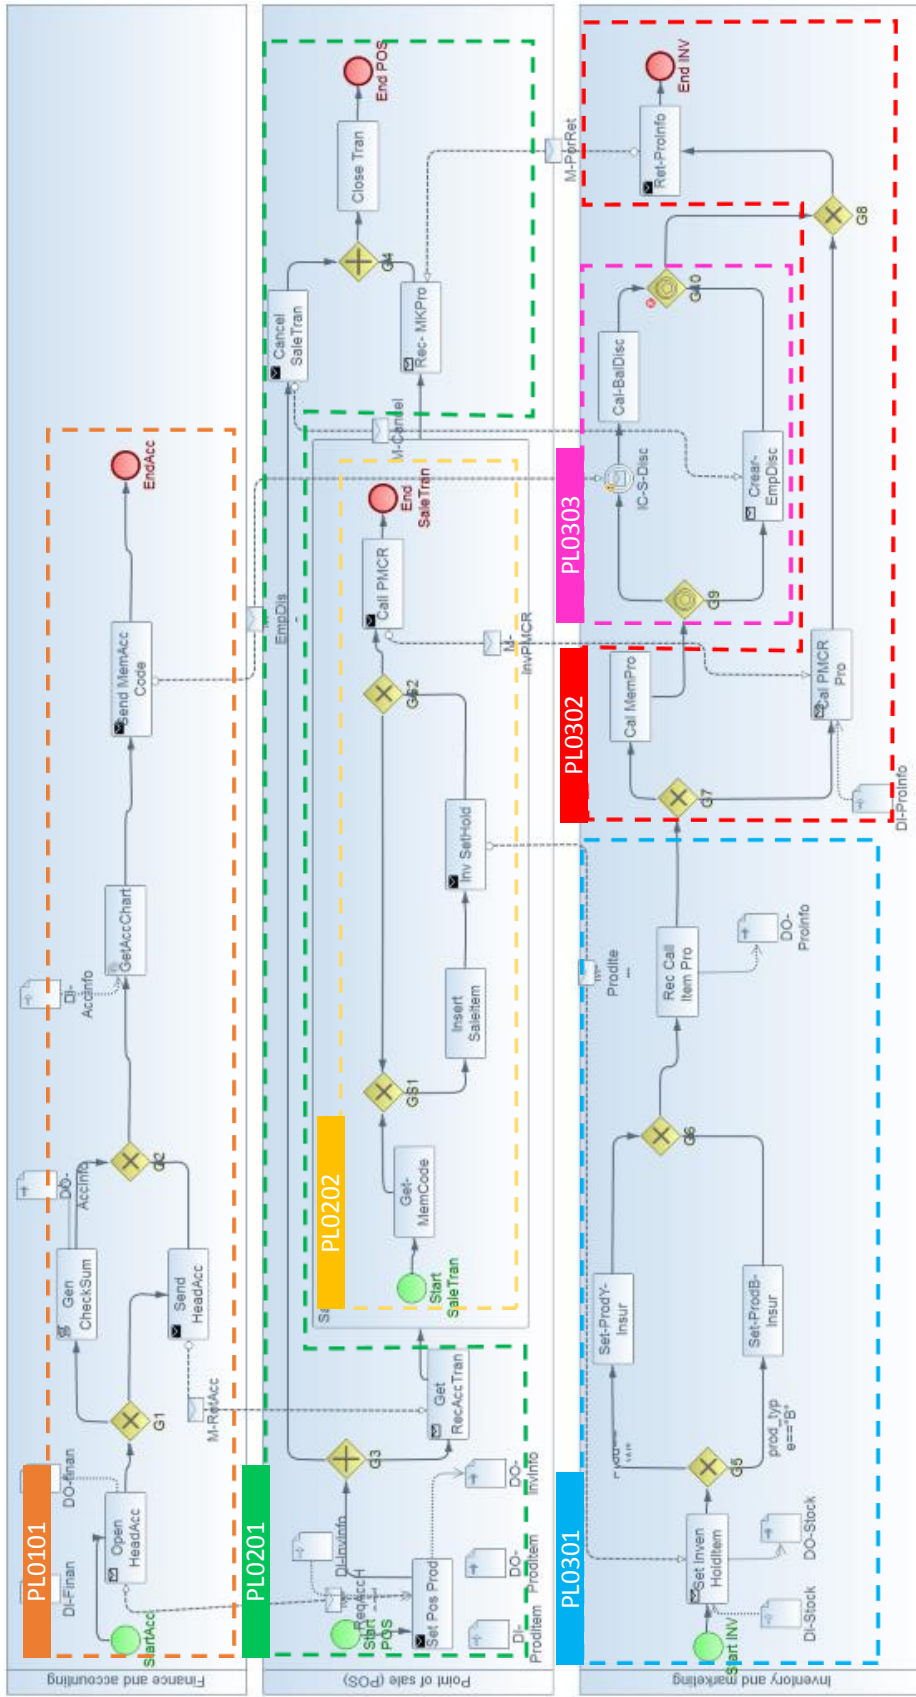 Finance and accounting
PL0101
StartAcc
DI-Finan
DO-finan
Open
HeadAcc
G1
Gen
CheckSum
Send
HeadAcc
M-RetAcc
DO-
AccInfo
G2
DI-
AccInfo
GetAccChart
Send MemAcc
Code
EndAcc
Point of sale (POS)
PL0201
Start
POS
ReqAccH
DI-InvInfo
Set Pos Prod
DI-
ProdItem
DO-
ProdItem
DO-
InvInfo
G3
Get
RecAccTran
PL0202
Start
SaleTran
Get-
MemCode
GS1
Insert
SaleItem
Inv SetHold
GS2
Call PMCR
End
SaleTran
EmpDis
M-
InvPMCR
M-Cancel
Cancel
SaleTran
Rec- MKPro
G4
Close Tran
End POS
M-PorRet
Inventory and marketing
PL0301
Start INV
Set Inven
HoldItem
DI-Stock
DO-Stock
G5
prod_typ
e=="B"
Set-ProdY-
Insur
Set-ProdB-
Insur
G6
ProdIte
Rec Call
Item Pro
DO-
ProInfo
PL0302
G7
Cal MemPro
Cal PMCR
Pro
DI-ProInfo
PL0303
G9
IC-S-Disc
Cal-BalDisc
Crear-
EmpDisc
G10
G8
Ret-ProInfo
End INV